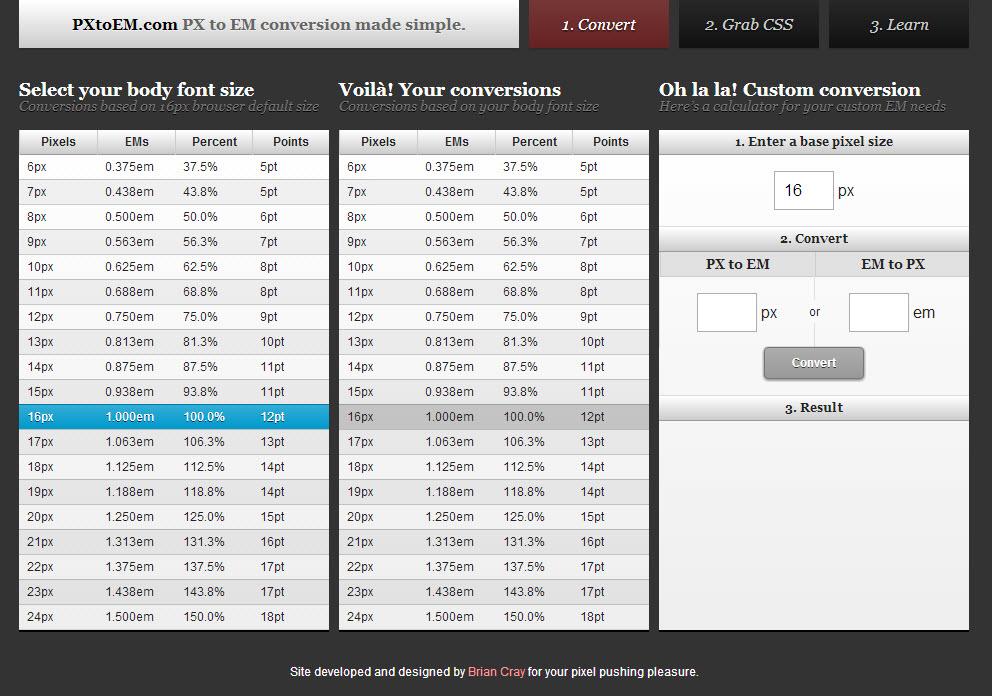 PXtoEM.com PX to EM conversion made simple.
1. Convert
2. Grab CSS
3. Learn
Select your body font size
Conversions based on 16px browser default size
Pixels EMs Percent Points
6px 0.375em 37.5% 5pt
7px 0.438em 43.8% 5pt
8px 0.500em 50.0% 6pt
9px 0.563em 56.3% 7pt
10px 0.625em 62.5% 8pt
11px 0.688em 68.8% 8pt
12px 0.750em 75.0% 9pt
13px 0.813em 81.3% 10pt
14px 0.875em 87.5% 11pt
15px 0.938em 93.8% 11pt
16px 1.000em 100.0% 12pt
17px 1.063em 106.3% 13pt
18px 1.125em 112.5% 14pt
19px 1.188em 118.8% 14pt
20px 1.250em 125.0% 15pt
21px 1.313em 131.3% 16pt
22px 1.375em 137.5% 17pt
23px 1.438em 143.8% 17pt
24px 1.500em 150.0% 18pt
Voilà! Your conversions
Conversions based on your body font size
Pixels EMs Percent Points
6px 0.375em 37.5% 5pt
7px 0.438em 43.8% 5pt
8px 0.500em 50.0% 6pt
9px 0.563em 56.3% 7pt
10px 0.625em 62.5% 8pt
11px 0.688em 68.8% 8pt
12px 0.750em 75.0% 9pt
13px 0.813em 81.3% 10pt
14px 0.875em 87.5% 11pt
15px 0.938em 93.8% 11pt
16px 1.000em 100.0% 12pt
17px 1.063em 106.3% 13pt
18px 1.125em 112.5% 14pt
19px 1.188em 118.8% 14pt
20px 1.250em 125.0% 15pt
21px 1.313em 131.3% 16pt
22px 1.375em 137.5% 17pt
23px 1.438em 143.8% 17pt
24px 1.500em 150.0% 18pt
Oh la la! Custom conversion
Here's a calculator for your custom EM needs
1. Enter a base pixel size
16 px
2. Convert
PX to EM EM to PX
px or em
Convert
3. Result
Site developed and designed by Brian Cray for your pixel pushing pleasure.